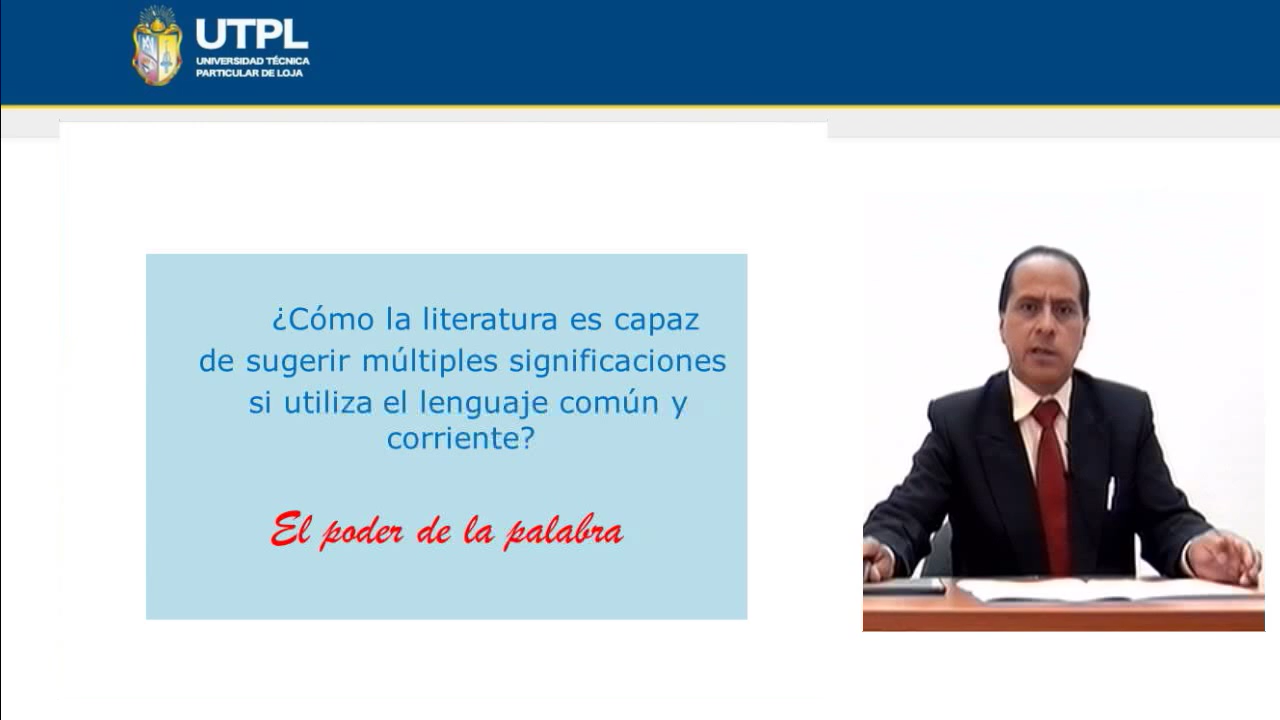 UTPL
UNIVERSIDAD TÉCNICA
PARTICULAR DE LOJA
¿Cómo la literatura es capaz
de sugerir múltiples significaciones
si utiliza el lenguaje común y
corriente?
El poder de la palabra